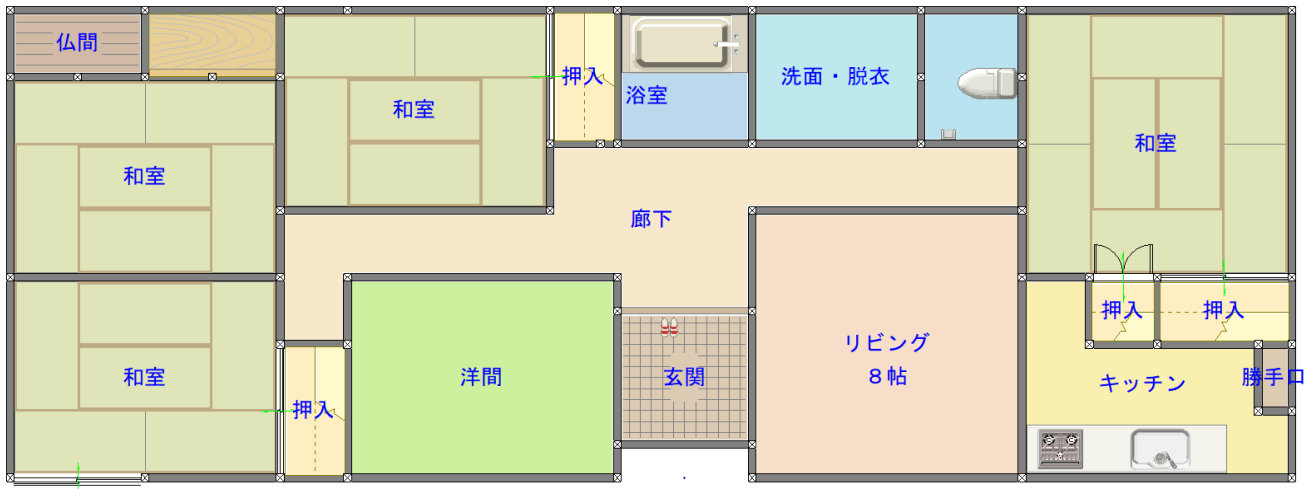 仏間
押入
浴室
洗面・脱衣
和室
和室
和室
廊下
押入
押入
リビング
8帖
和室
押入
洋間
玄関
キッチン
勝手口